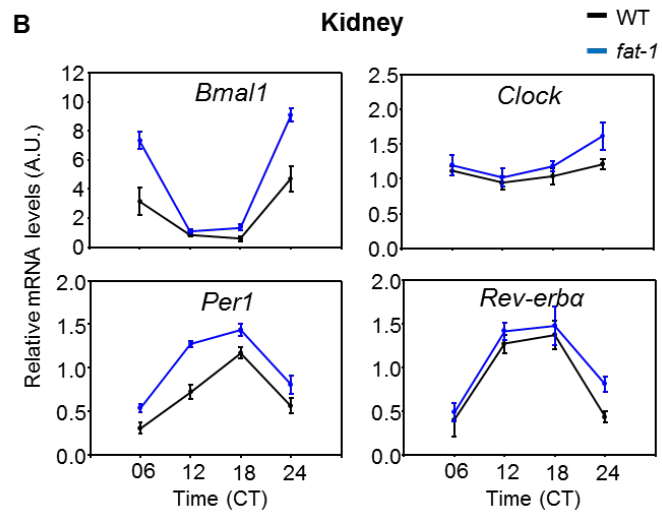 B
Kidney
WT
fat-1
Relative mRNA levels (A.U.)
Bmal1
12
10
8
6
4
2
0
Clock
2.5
2.0
1.5
1.0
0.5
0.0
Per1
2.0
1.5
1.0
0.5
0.0
06 12 18 24
Time (CT)
Rev-erbα
2.0
1.5
1.0
0.5
0.0
06 12 18 24
Time (CT)